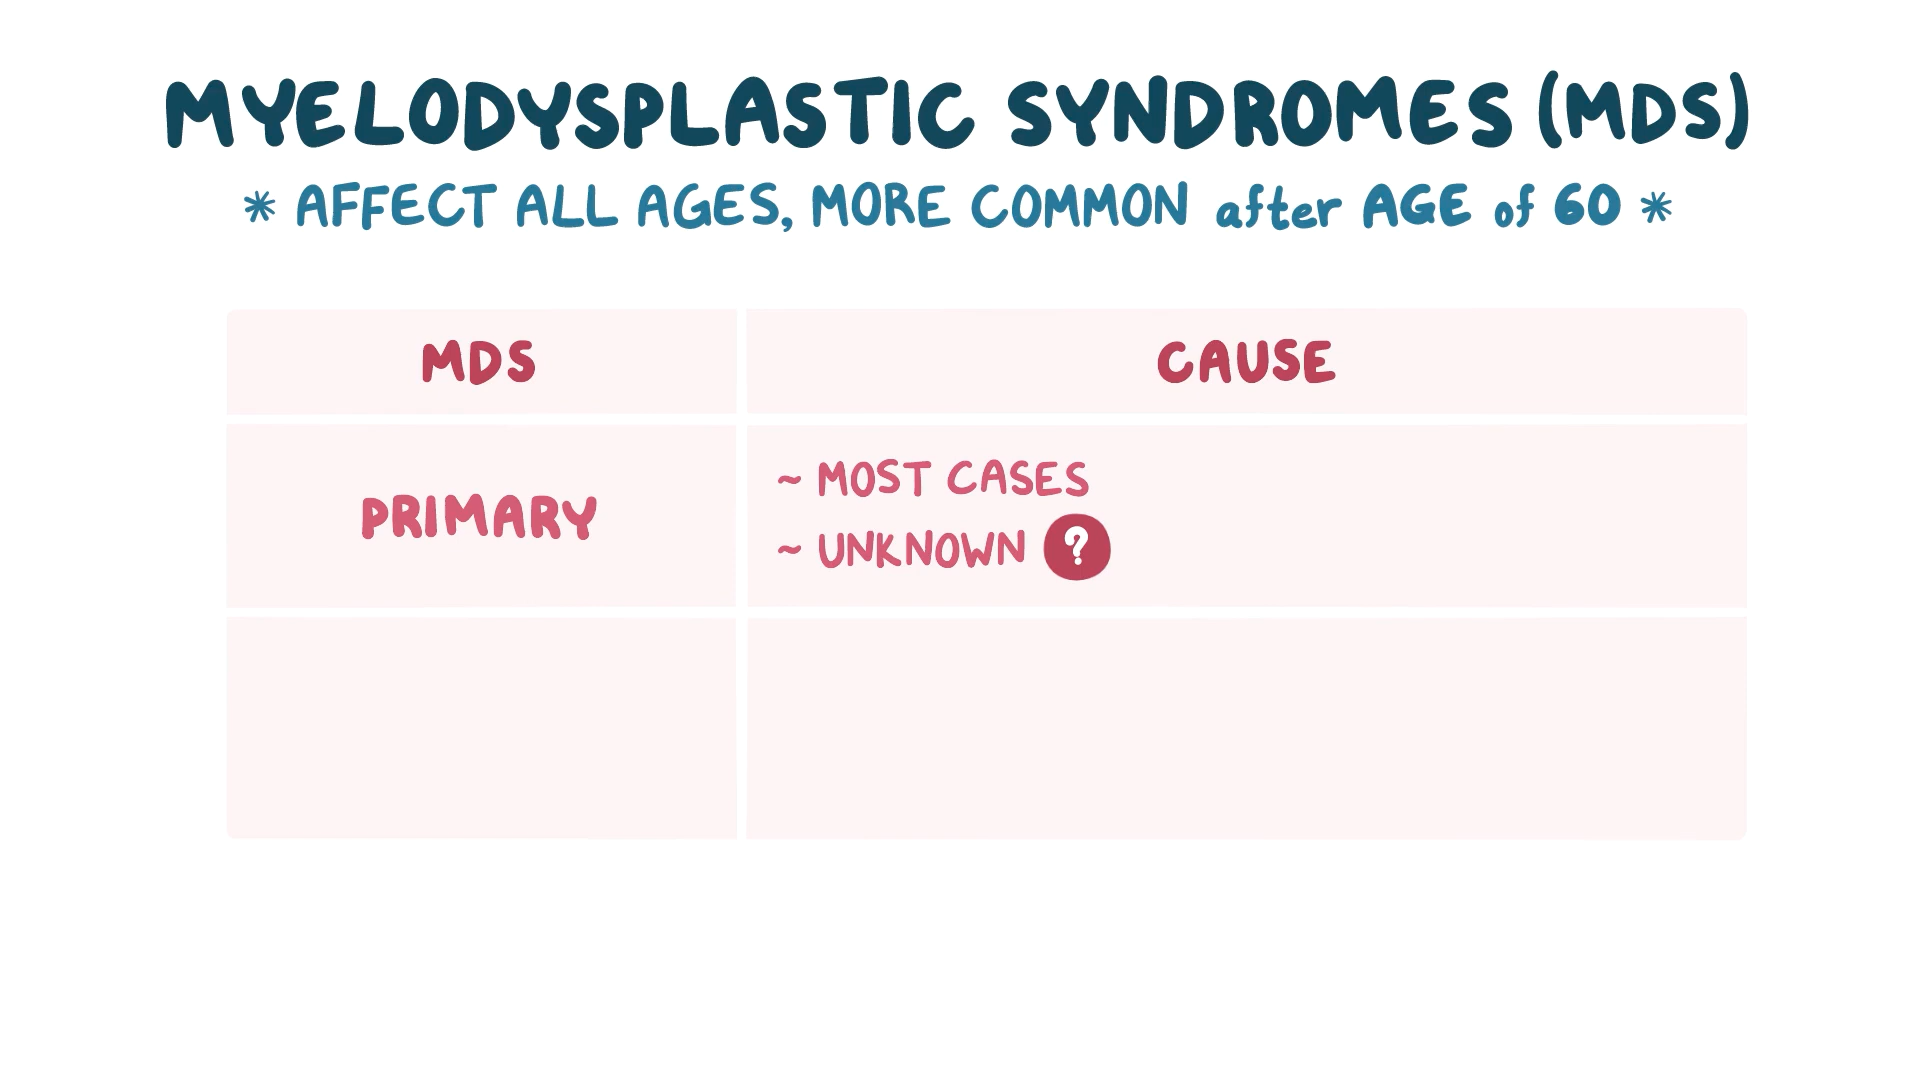 MYELODYSPLASTIC SYNDROMES (MDS)
* AFFECT ALL AGES, MORE COMMON after AGE of 60 *
MDS
CAUSE
PRIMARY
~ MOST CASES
~ UNKNOWN ?